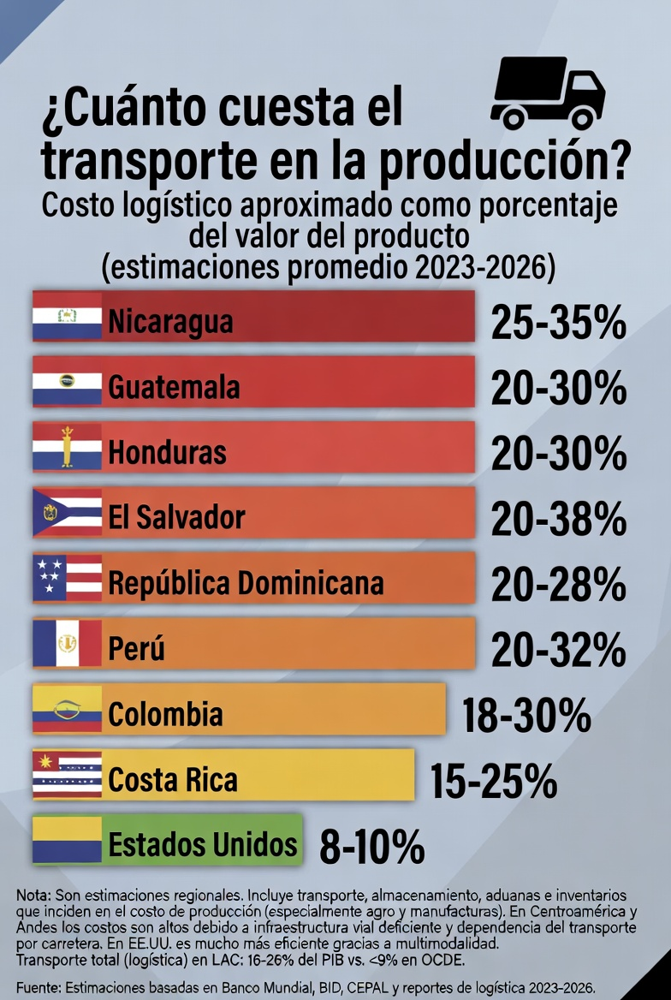 ¿Cuánto cuesta el
transporte en la producción?
Costo logístico aproximado como porcentaje
del valor del producto
(estimaciones promedio 2023-2026)
Nicaragua 25-35%
Guatemala 20-30%
Honduras 20-30%
El Salvador 20-38%
República Dominicana 20-28%
Perú 20-32%
Colombia 18-30%
Costa Rica 15-25%
Estados Unidos 8-10%
Nota: Son estimaciones regionales. Incluye transporte, almacenamiento, aduanas e inventarios
que inciden en el costo de producción (especialmente agro y manufacturas). En Centroamérica y
Andes los costos son altos debido a infraestructura vial deficiente y dependencia del transporte
por carretera. En EE.UU. es mucho más eficiente gracias a multimodalidad.
Transporte total (logística) en LAC: 16-26% del PIB vs. <9% en OCDE.
Fuente: Estimaciones basadas en Banco Mundial, BID, CEPAL y reportes de logística 2023-2026.